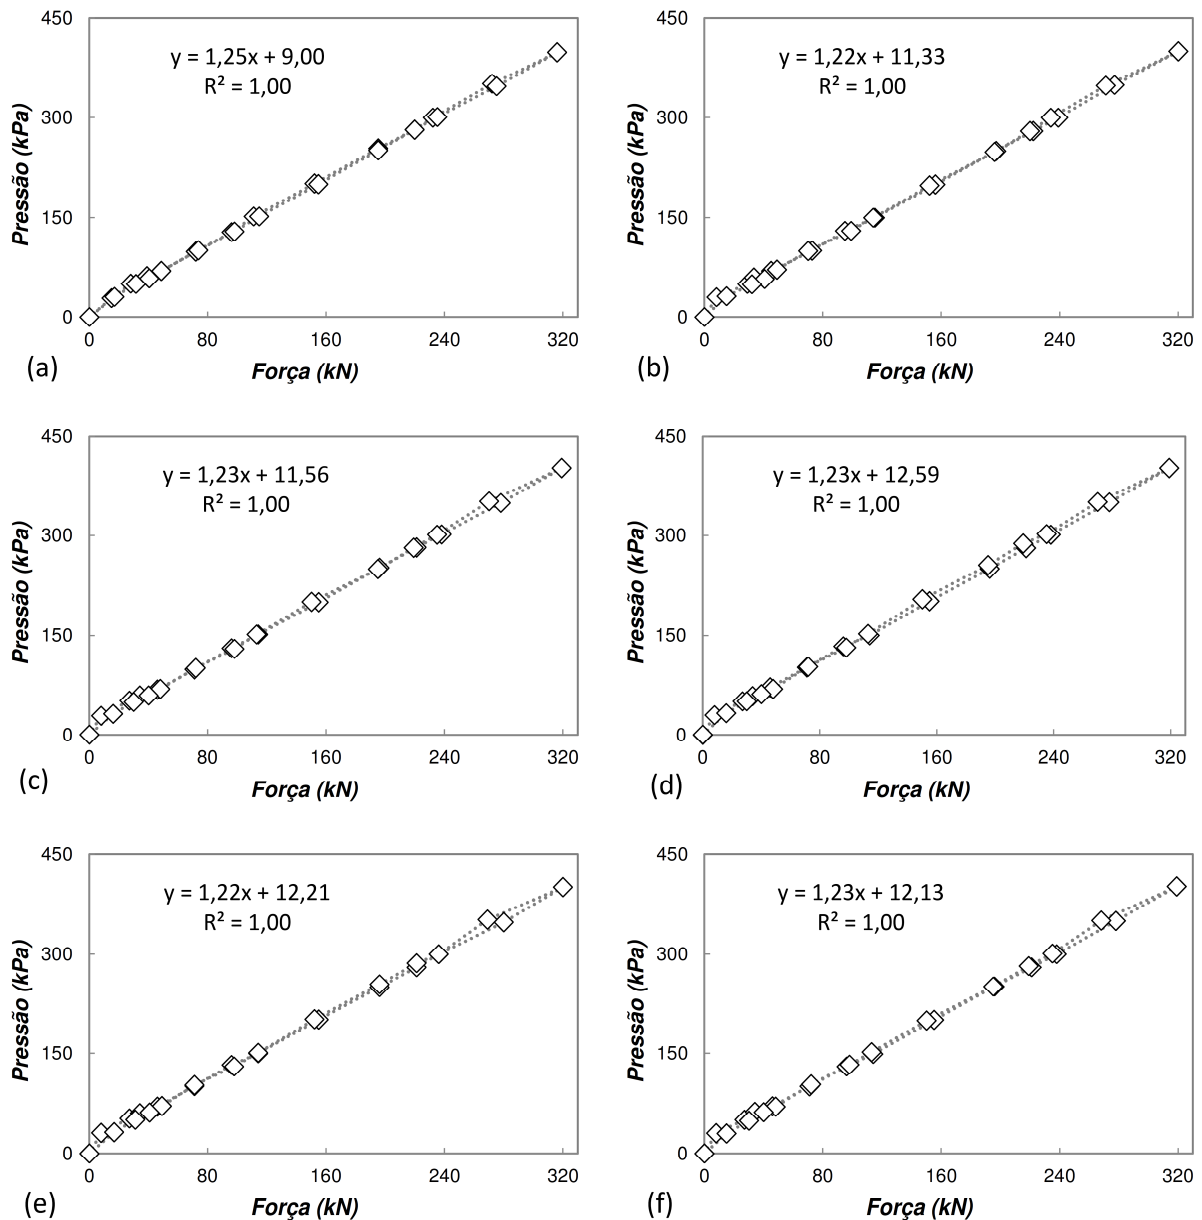 450
300
150
0
Pressão (kPa)
y = 1,25x + 9,00
R² = 1,00
0 80 160 240 320
Força (kN)
(a)
450
300
150
0
Pressão (kPa)
y = 1,22x + 11,33
R² = 1,00
0 80 160 240 320
Força (kN)
(b)
450
300
150
0
Pressão (kPa)
y = 1,23x + 11,56
R² = 1,00
0 80 160 240 320
Força (kN)
(c)
450
300
150
0
Pressão (kPa)
y = 1,23x + 12,59
R² = 1,00
0 80 160 240 320
Força (kN)
(d)
450
300
150
0
Pressão (kPa)
y = 1,22x + 12,21
R² = 1,00
0 80 160 240 320
Força (kN)
(e)
450
300
150
0
Pressão (kPa)
y = 1,23x + 12,13
R² = 1,00
0 80 160 240 320
Força (kN)
(f)